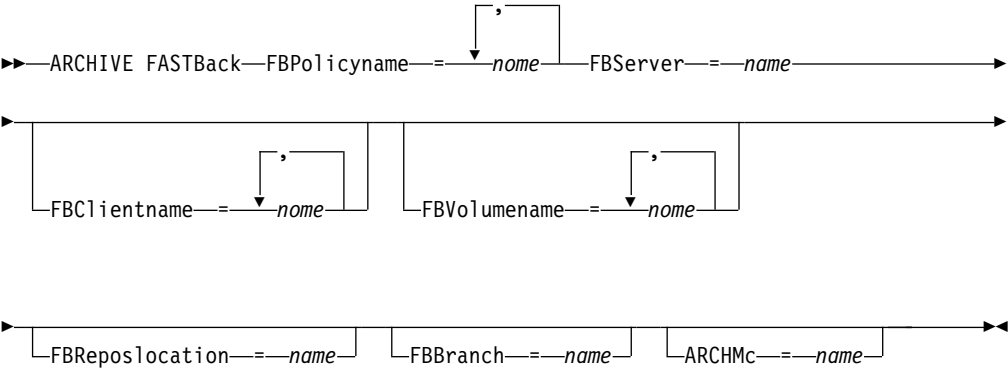 ,
ARCHIVE FASTBack FBPolicyname = nome FBServer = name
, ,
FBClientname = nome FBVolumename = nome
FBReposlocation = name FBBranch = name ARCHMc = name